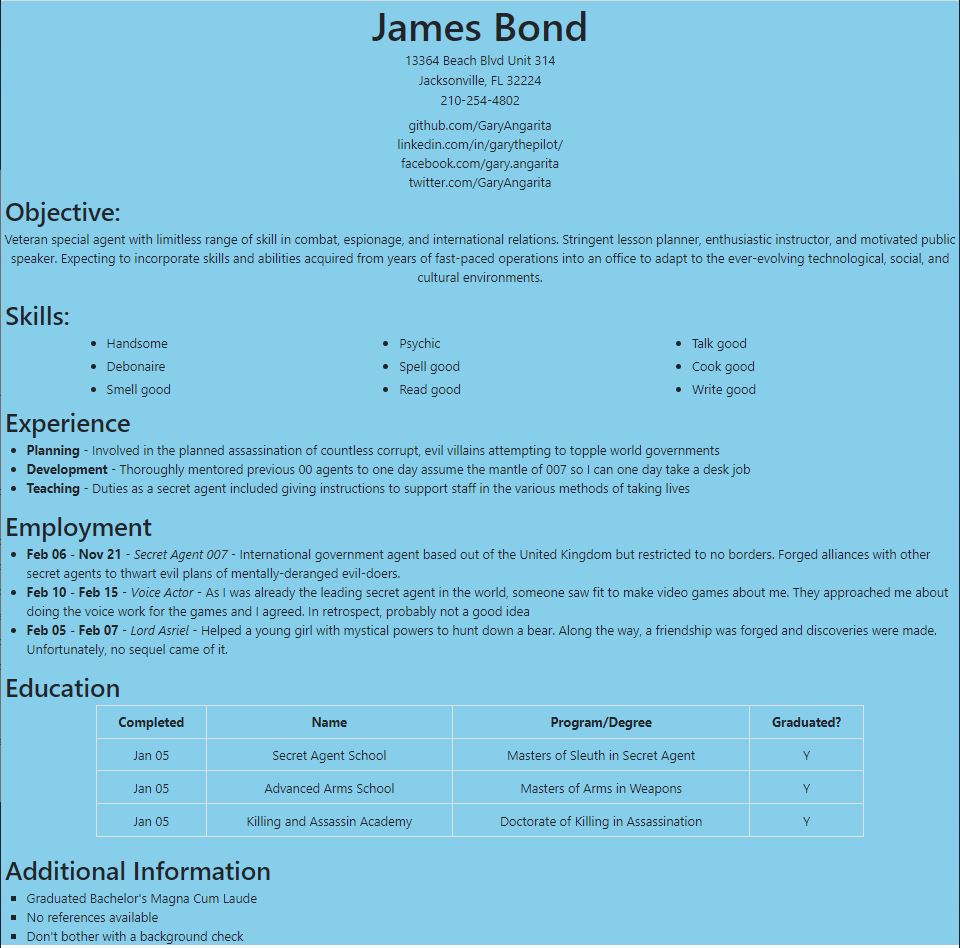 James Bond
13364 Beach Blvd Unit 314
Jacksonville, FL 32224
210-254-4802
github.com/GaryAngarita
linkedin.com/in/garythepilot/
facebook.com/gary.angarita
twitter.com/GaryAngarita
Objective:
Veteran special agent with limitless range of skill in combat, espionage, and international relations. Stringent lesson planner, enthusiastic instructor, and motivated public
speaker. Expecting to incorporate skills and abilities acquired from years of fast-paced operations into an office to adapt to the ever-evolving technological, social, and
cultural environments.
Skills:
• Handsome • Psychic • Talk good
• Debonaire • Spell good • Cook good
• Smell good • Read good • Write good
Experience
• Planning - Involved in the planned assassination of countless corrupt, evil villains attempting to topple world governments
• Development - Thoroughly mentored previous 00 agents to one day assume the mantle of 007 so I can one day take a desk job
• Teaching - Duties as a secret agent included giving instructions to support staff in the various methods of taking lives
Employment
• Feb 06 - Nov 21 - Secret Agent 007 - International government agent based out of the United Kingdom but restricted to no borders. Forged alliances with other
secret agents to thwart evil plans of mentally-deranged evil-doers.
• Feb 10 - Feb 15 - Voice Actor - As I was already the leading secret agent in the world, someone saw fit to make video games about me. They approached me about
doing the voice work for the games and I agreed. In retrospect, probably not a good idea
• Feb 05 - Feb 07 - Lord Asriel - Helped a young girl with mystical powers to hunt down a bear. Along the way, a friendship was forged and discoveries were made.
Unfortunately, no sequel came of it.
Education
Completed Name Program/Degree Graduated?
Jan 05 Secret Agent School Masters of Sleuth in Secret Agent Y
Jan 05 Advanced Arms School Masters of Arms in Weapons Y
Jan 05 Killing and Assassin Academy Doctorate of Killing in Assassination Y
Additional Information
▪ Graduated Bachelor's Magna Cum Laude
▪ No references available
▪ Don't bother with a background check